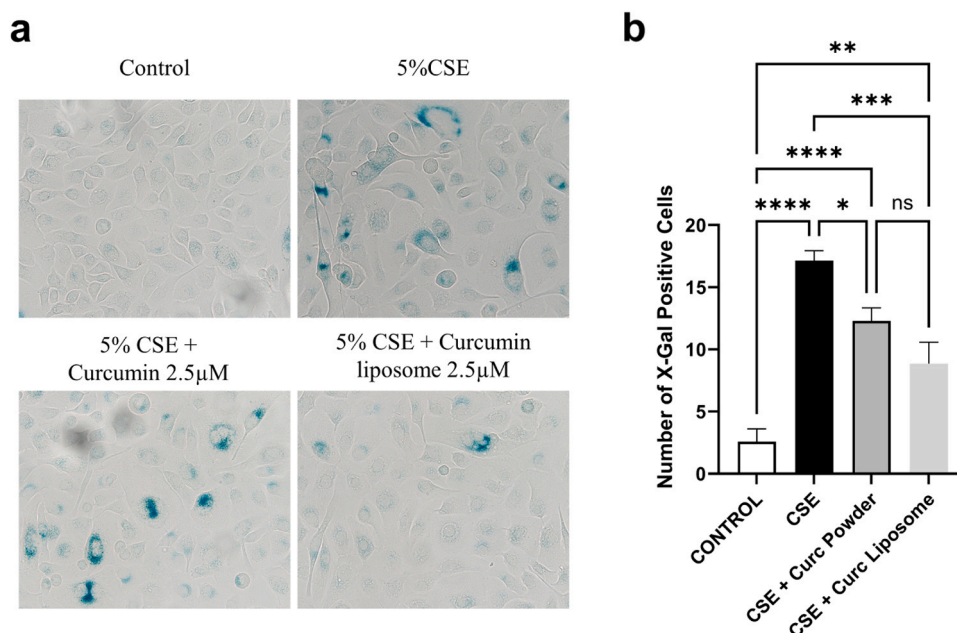 a
Control
5%CSE
5% CSE +
Curcumin 2.5µM
5% CSE + Curcumin
liposome 2.5µM
b
**
***
****
**** * ns
Number of X-Gal Positive Cells
20
15
10
5
0
CONTROL
CSE
CSE + Curc Powder
CSE + Curc Liposome